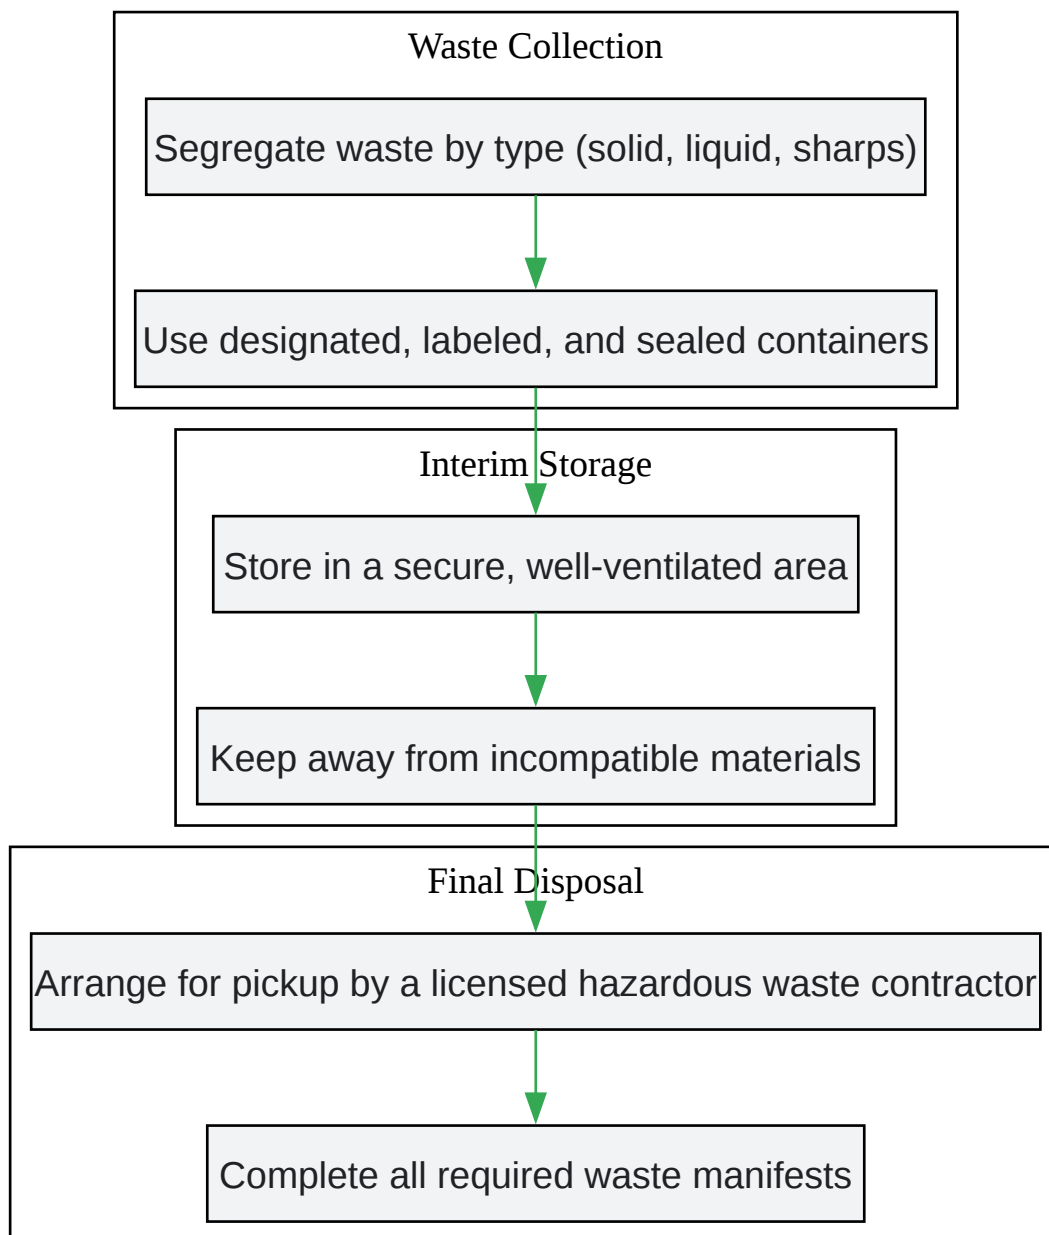 Waste Collection
Segregate waste by type (solid, liquid, sharps)
Use designated, labeled, and sealed containers
Interim Storage
Store in a secure, well-ventilated area
Keep away from incompatible materials
Final Disposal
Arrange for pickup by a licensed hazardous waste contractor
Complete all required waste manifests